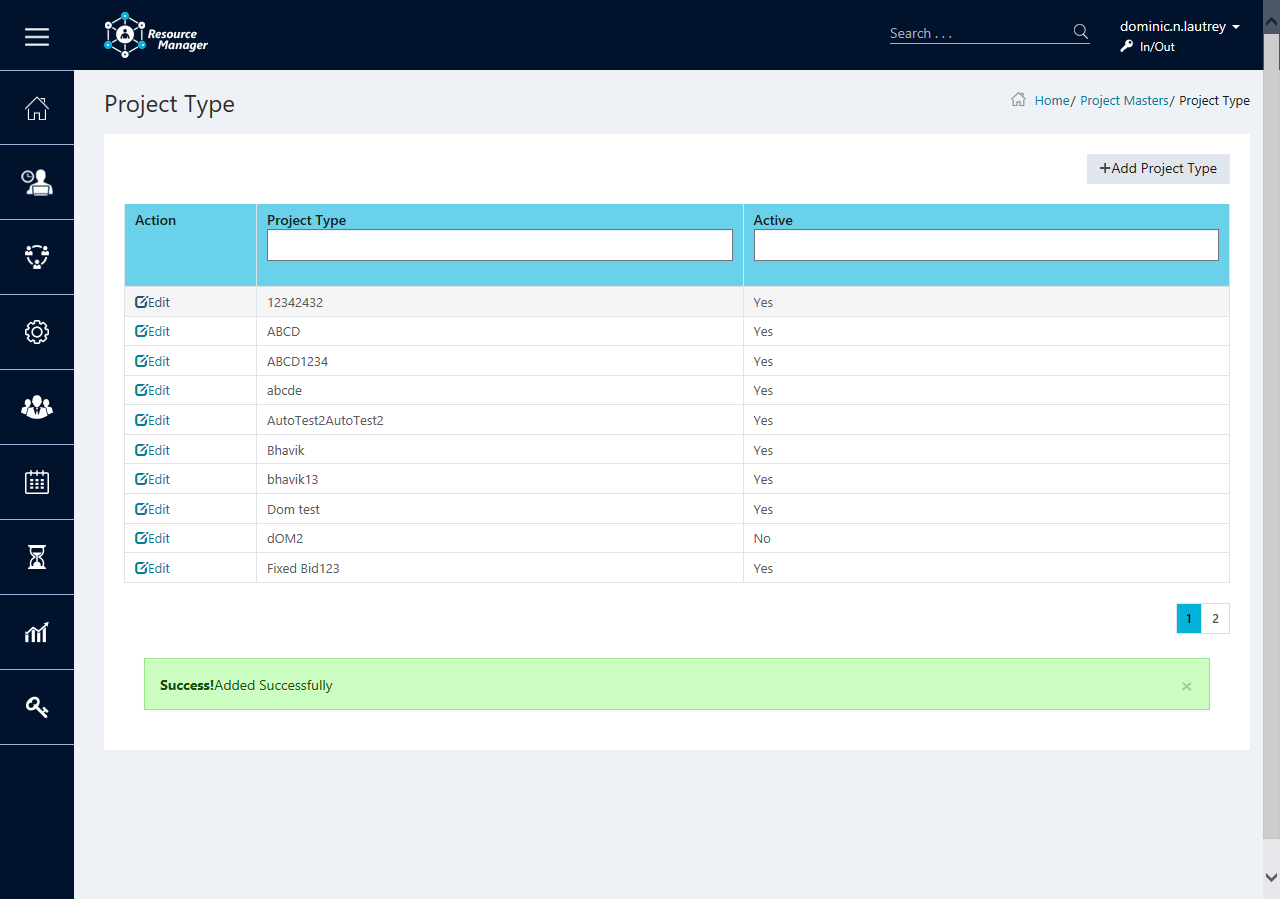 Resource
Manager
Search . . .
dominic.n.lautrey
In/Out
Project Type
Home/ Project Masters/ Project Type
+Add Project Type
Action Project Type Active
Edit 12342432 Yes
Edit ABCD Yes
Edit ABCD1234 Yes
Edit abcde Yes
Edit AutoTest2AutoTest2 Yes
Edit Bhavik Yes
Edit bhavik13 Yes
Edit Dom test Yes
Edit dOM2 No
Edit Fixed Bid123 Yes
1 2
Success!Added Successfully ×